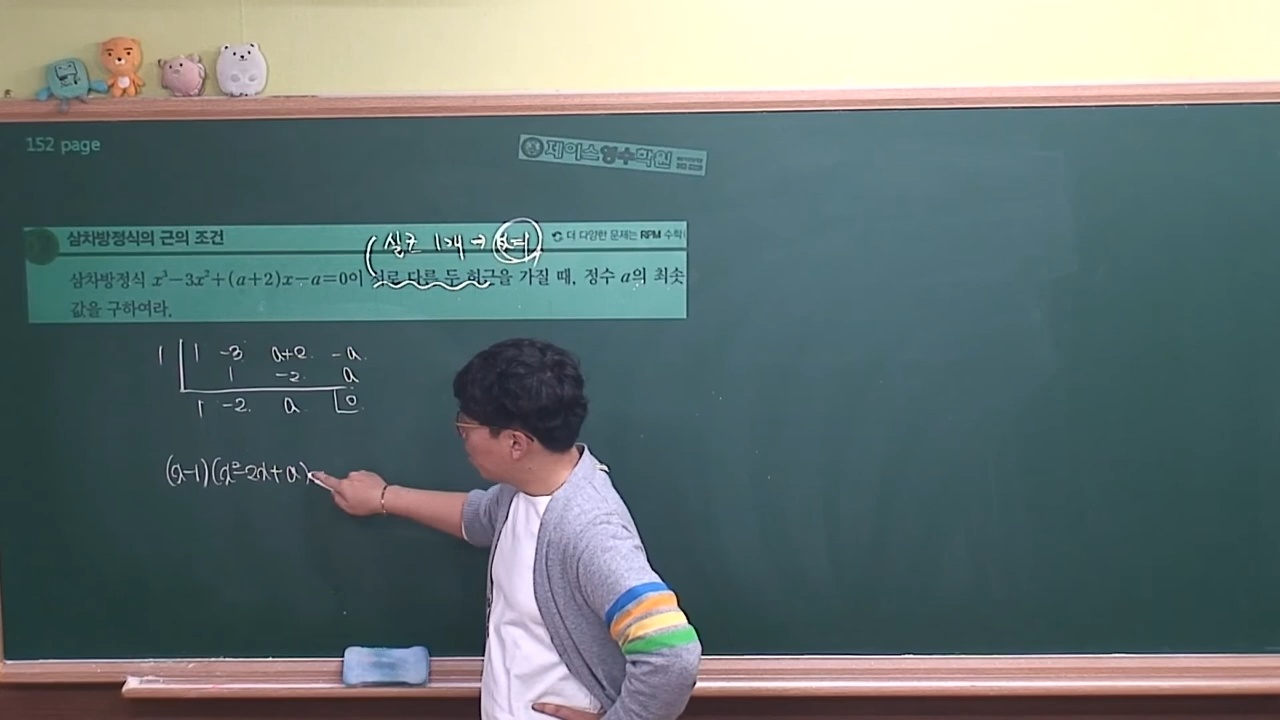 152 page
제이스영수학원
삼차방정식의 근의 조건
실근 1개 → x=1
더 다양한 문제는 RPM 수학
삼차방정식 x³-3x²+(a+2)x-a=0이 서로 다른 두 허근을 가질 때, 정수 a의 최솟
값을 구하여라.
1 | 1 -3 a+2 -a
1 -2 a
1 -2 a 0
(x-1)(x²-2x+a)